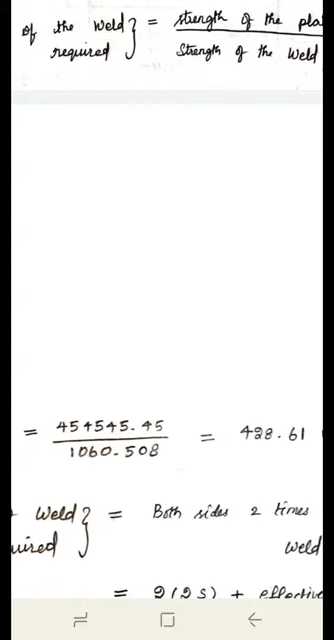 of the weld } = strength of the pla
required Strength of the weld
= 454545.45 = 428.61
1060.508
weld } = Both sides 2 times
uired weld
= 2(2s) + effective